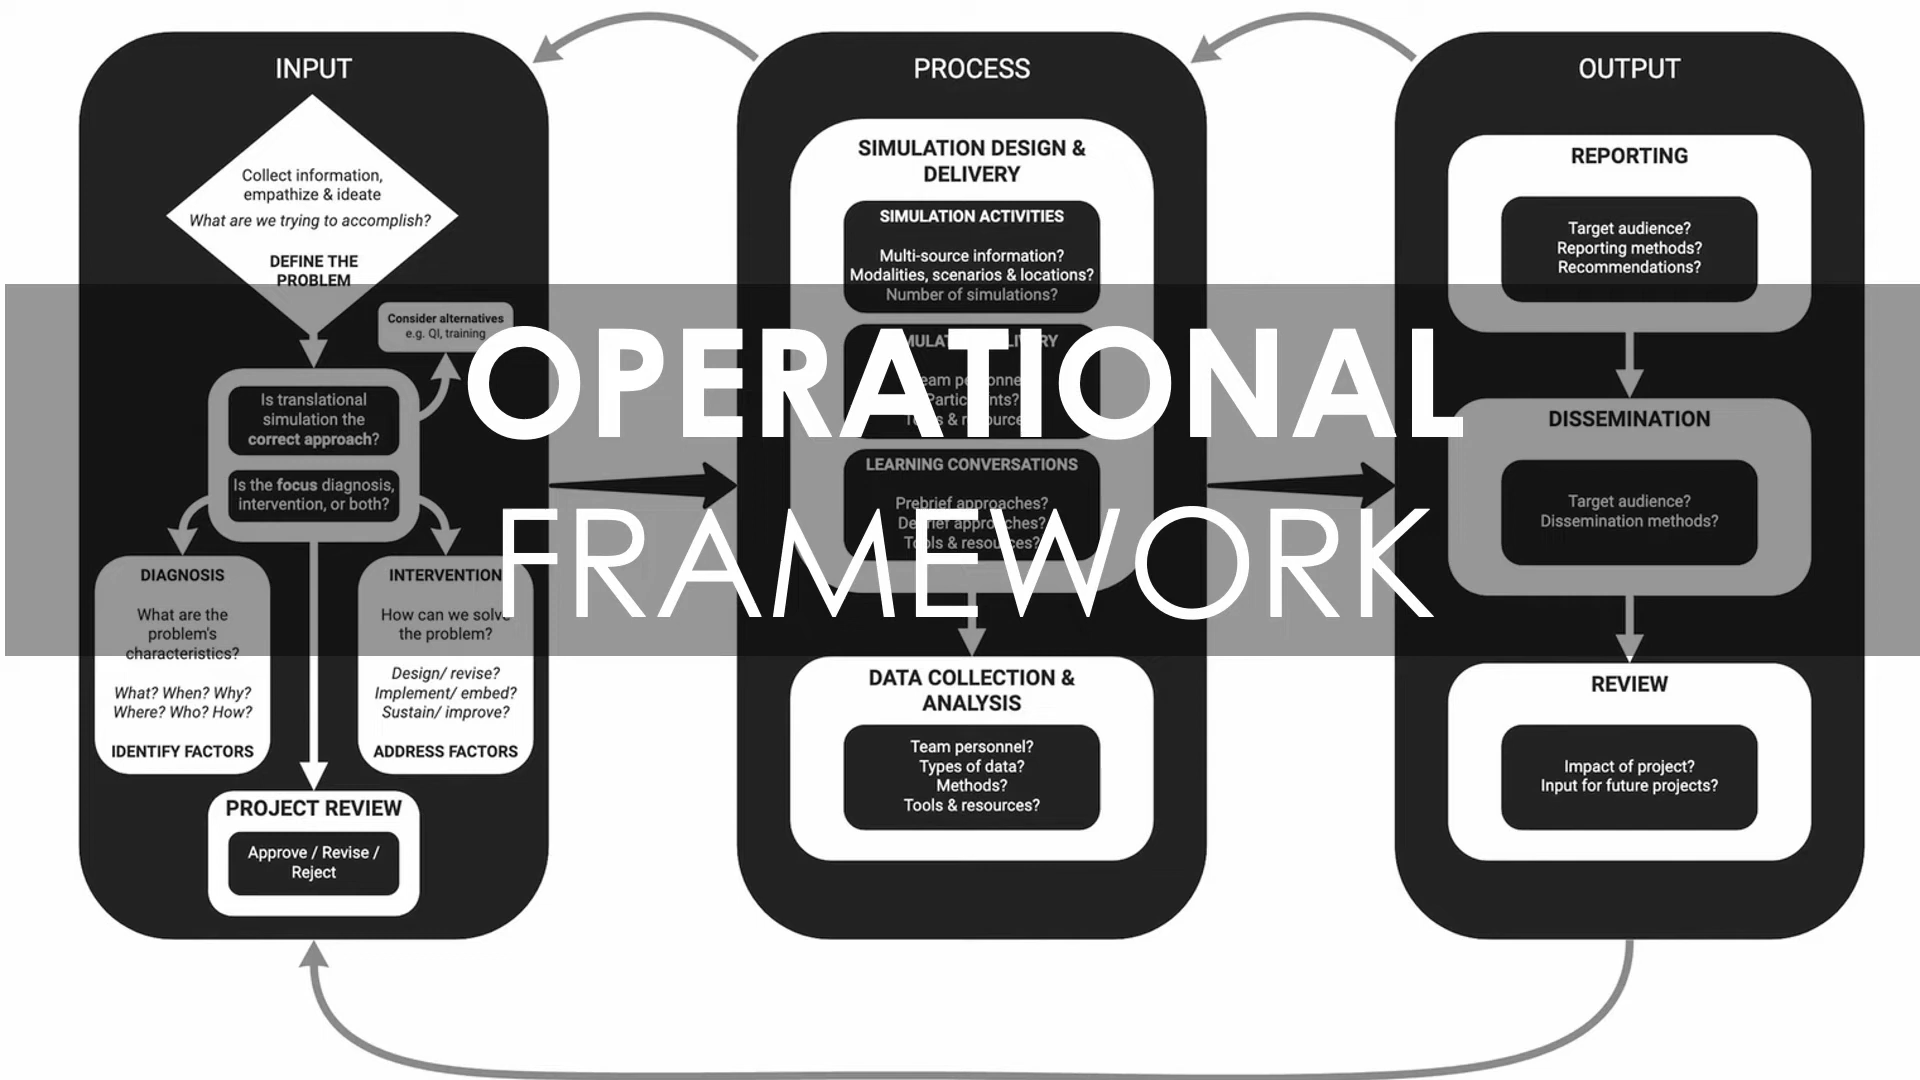 INPUT
Collect information,
empathize & ideate
What are we trying to accomplish?
DEFINE THE
PROBLEM
Consider alternatives
e.g. QI, training
Is translational
simulation the
correct approach?
Is the focus diagnosis,
intervention, or both?
DIAGNOSIS
What are the
problem's
characteristics?
What? When? Why?
Where? Who? How?
IDENTIFY FACTORS
INTERVENTION
How can we solve
the problem?
Design/ revise?
Implement/ embed?
Sustain/ improve?
ADDRESS FACTORS
PROJECT REVIEW
Approve / Revise /
Reject
PROCESS
SIMULATION DESIGN &
DELIVERY
SIMULATION ACTIVITIES
Multi-source information?
Modalities, scenarios & locations?
Number of simulations?
OPERATIONAL
FRAMEWORK
LEARNING CONVERSATIONS
Prebrief approaches?
Debrief approaches?
Tools & resources?
DATA COLLECTION &
ANALYSIS
Team personnel?
Types of data?
Methods?
Tools & resources?
OUTPUT
REPORTING
Target audience?
Reporting methods?
Recommendations?
DISSEMINATION
Target audience?
Dissemination methods?
REVIEW
Impact of project?
Input for future projects?